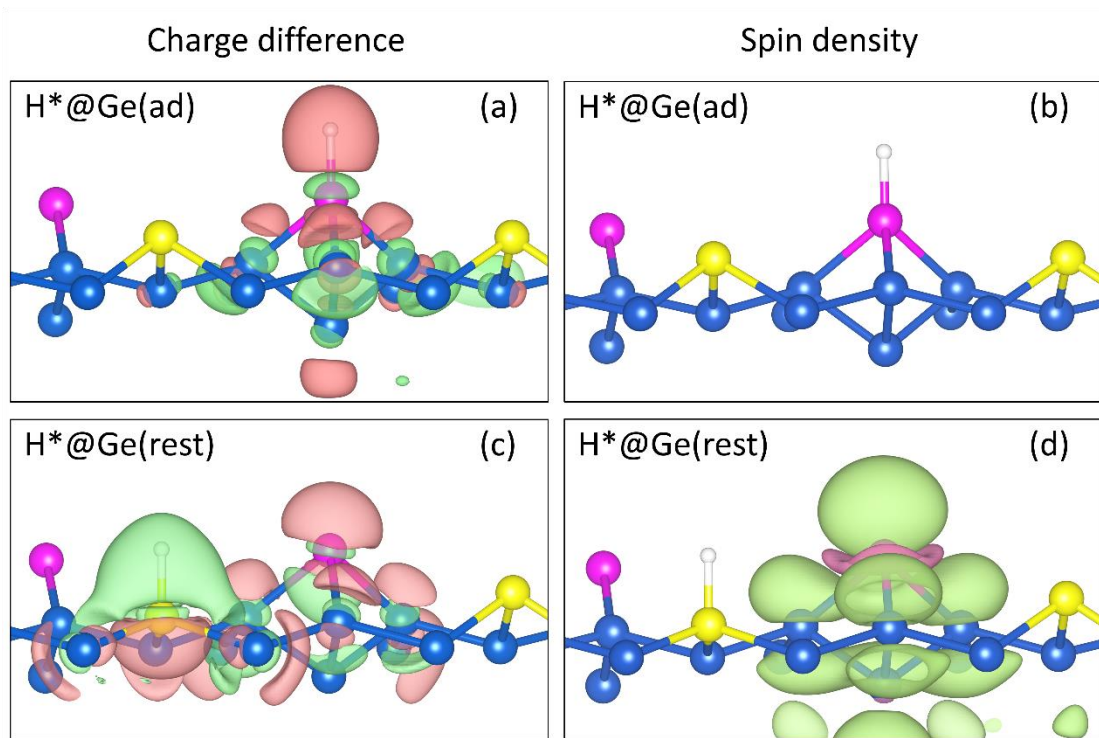 Charge difference
Spin density
H*@Ge(ad) (a)
H*@Ge(ad) (b)
H*@Ge(rest) (c)
H*@Ge(rest) (d)